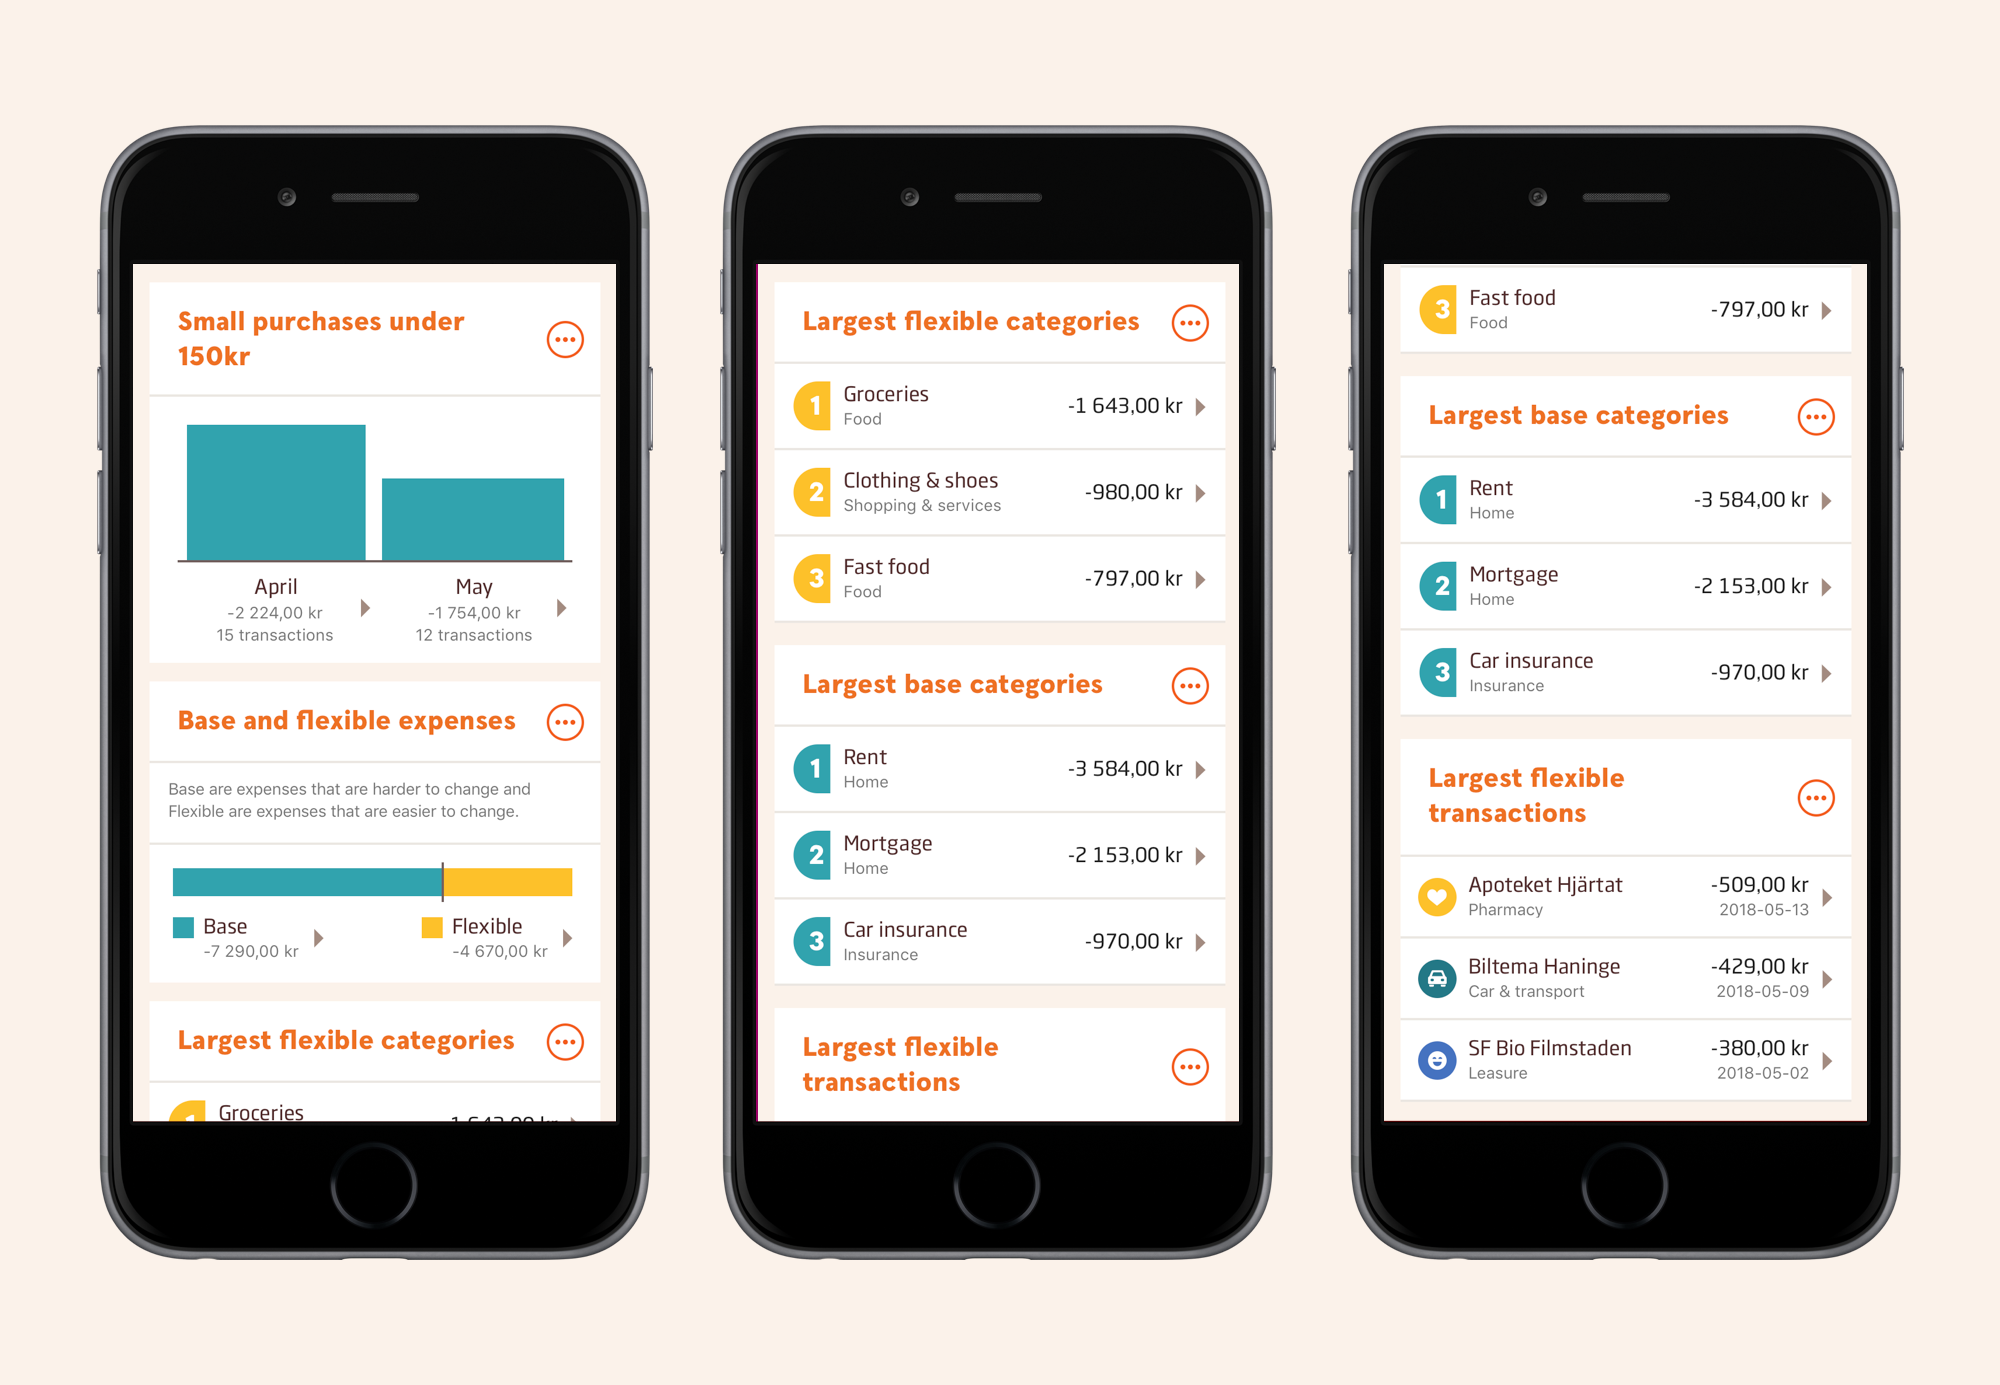 Small purchases under
150kr
April
-2 224,00 kr
15 transactions
May
-1 754,00 kr
12 transactions
Base and flexible expenses
Base are expenses that are harder to change and
Flexible are expenses that are easier to change.
Base
-7 290,00 kr
Flexible
-4 670,00 kr
Largest flexible categories
1
Groceries
-1 643,00 kr
Largest flexible categories
1
Groceries
Food
-1 643,00 kr
2
Clothing & shoes
Shopping & services
-980,00 kr
3
Fast food
Food
-797,00 kr
Largest base categories
1
Rent
Home
-3 584,00 kr
2
Mortgage
Home
-2 153,00 kr
3
Car insurance
Insurance
-970,00 kr
Largest flexible
transactions
3
Fast food
Food
-797,00 kr
Largest base categories
1
Rent
Home
-3 584,00 kr
2
Mortgage
Home
-2 153,00 kr
3
Car insurance
Insurance
-970,00 kr
Largest flexible
transactions
Apoteket Hjärtat
Pharmacy
-509,00 kr
2018-05-13
Biltema Haninge
Car & transport
-429,00 kr
2018-05-09
SF Bio Filmstaden
Leasure
-380,00 kr
2018-05-02